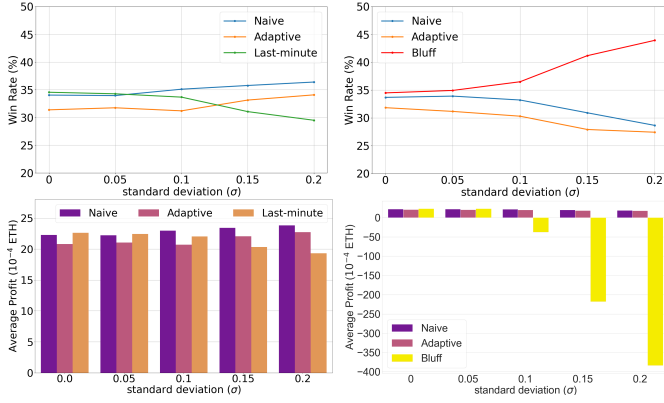 50
45
40
35
30
25
20
Win Rate (%)
Naive
Adaptive
Last-minute
0 0.05 0.1 0.15 0.2
standard deviation (σ)
50
45
40
35
30
25
20
Win Rate (%)
Naive
Adaptive
Bluff
0 0.05 0.1 0.15 0.2
standard deviation (σ)
Naive Adaptive Last-minute
25
20
15
10
5
0
Average Profit (10⁻⁴ ETH)
0.0 0.05 0.1 0.15 0.2
standard deviation (σ)
0
−50
−100
−150
−200
−250
−300
−350
−400
Average Profit (10⁻⁴ ETH)
Naive
Adaptive
Bluff
0 0.05 0.1 0.15 0.2
standard deviation (σ)